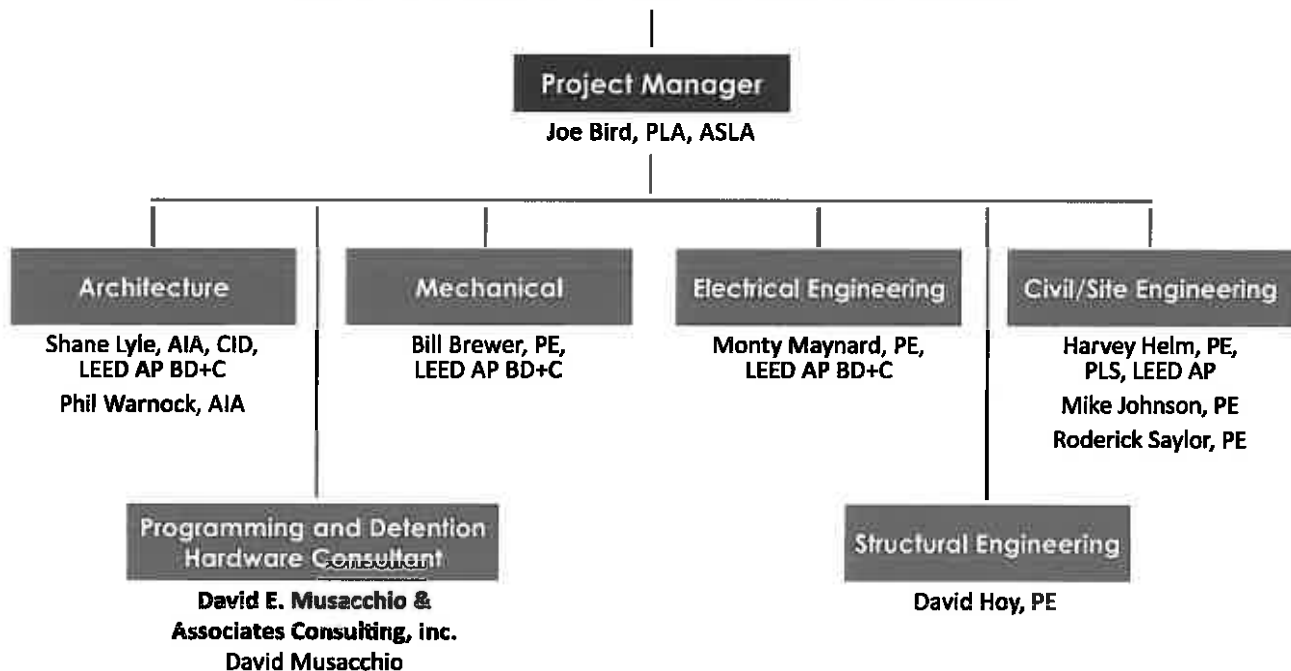 Project Manager
Joe Bird, PLA, ASLA
Architecture
Shane Lyle, AIA, CID,
LEED AP BD+C
Phil Warnock, AIA
Mechanical
Bill Brewer, PE,
LEED AP BD+C
Electrical Engineering
Monty Maynard, PE,
LEED AP BD+C
Civil/Site Engineering
Harvey Helm, PE,
PLS, LEED AP
Mike Johnson, PE
Roderick Saylor, PE
Programming and Detention
Hardware Consultant
David E. Musacchio &
Associates Consulting, inc.
David Musacchio
Structural Engineering
David Hoy, PE